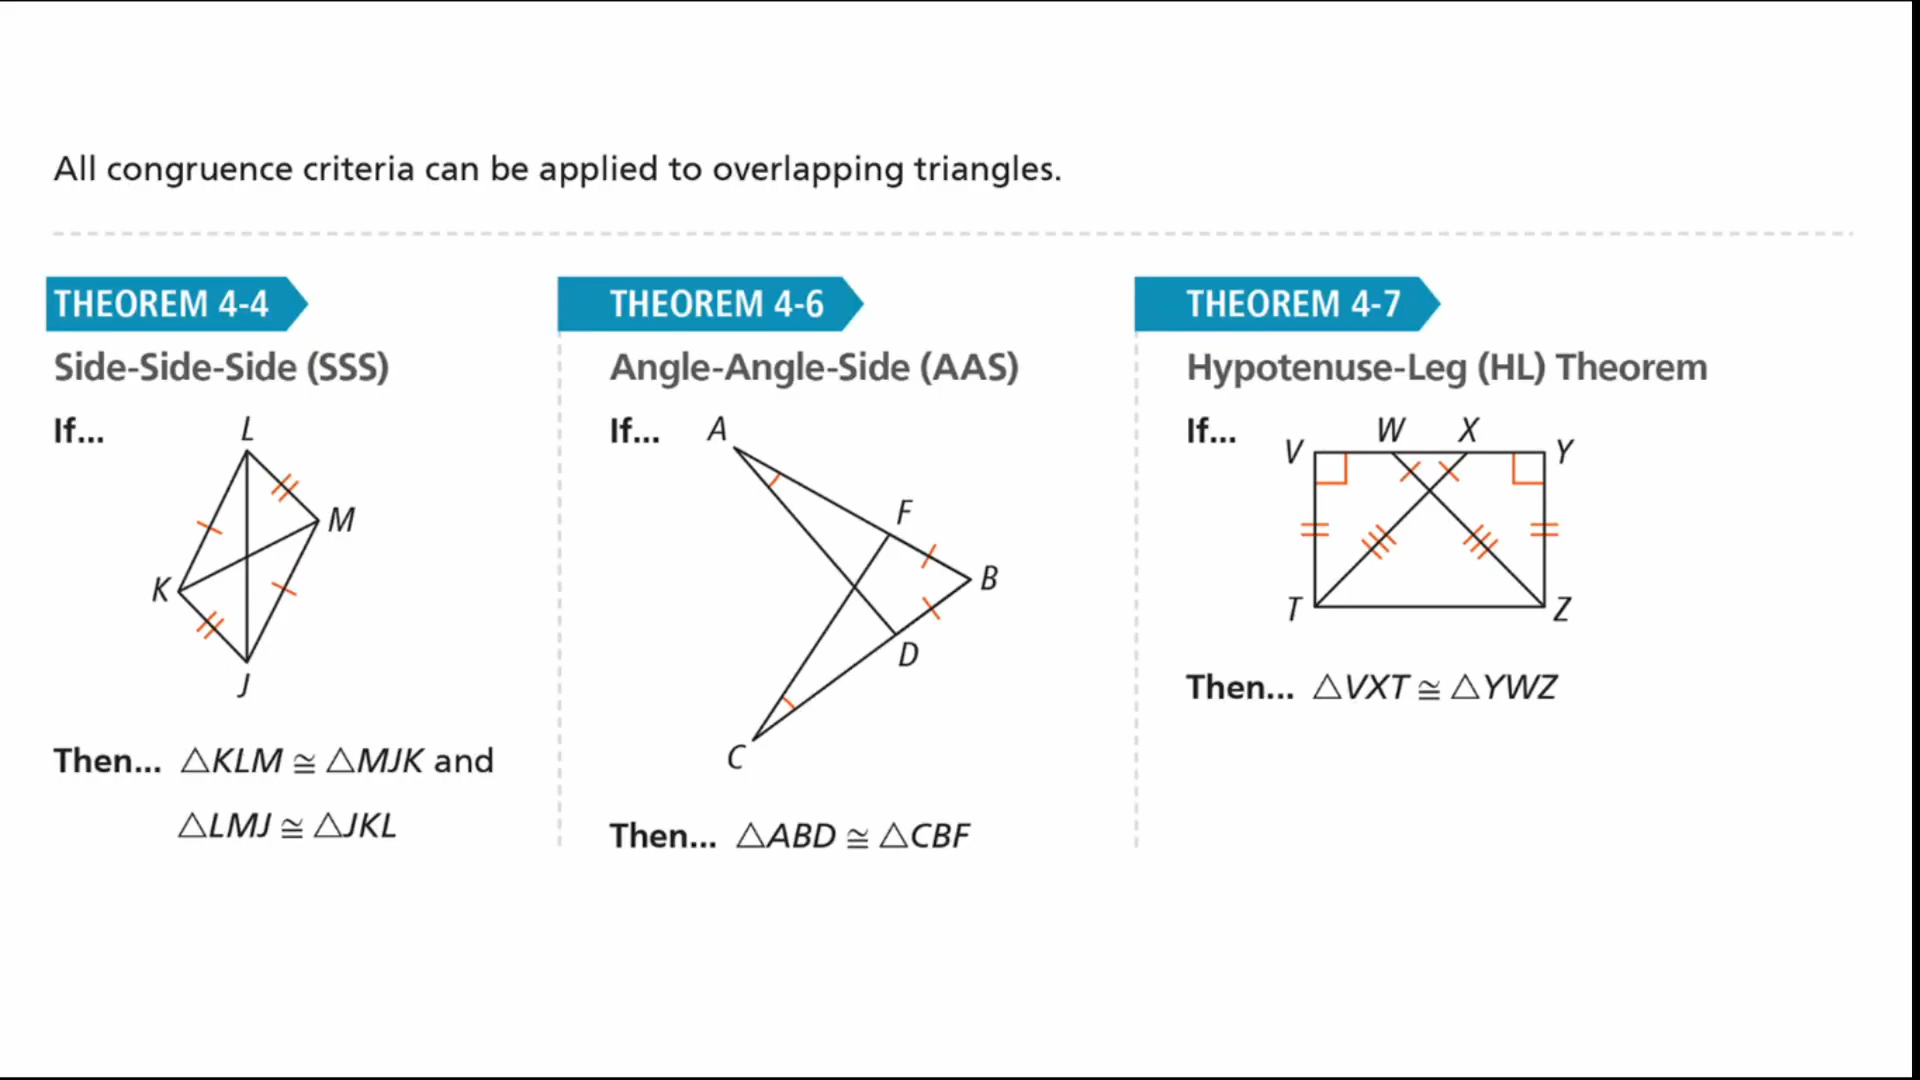 All congruence criteria can be applied to overlapping triangles.
THEOREM 4-4
Side-Side-Side (SSS)
If...
L
M
K
J
Then... △KLM ≅ △MJK and
△LMJ ≅ △JKL
THEOREM 4-6
Angle-Angle-Side (AAS)
If...
A
F
B
D
C
Then... △ABD ≅ △CBF
THEOREM 4-7
Hypotenuse-Leg (HL) Theorem
If...
V W X Y
T Z
Then... △VXT ≅ △YWZ